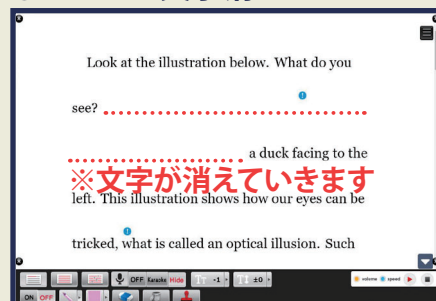 Look at the illustration below. What do you
see?
a duck facing to the
※文字が消えていきます
left. This illustration shows how our eyes can be
tricked, what is called an optical illusion. Such
OFF Karaoke Hide -1 ±0 volume speed
ON OFF